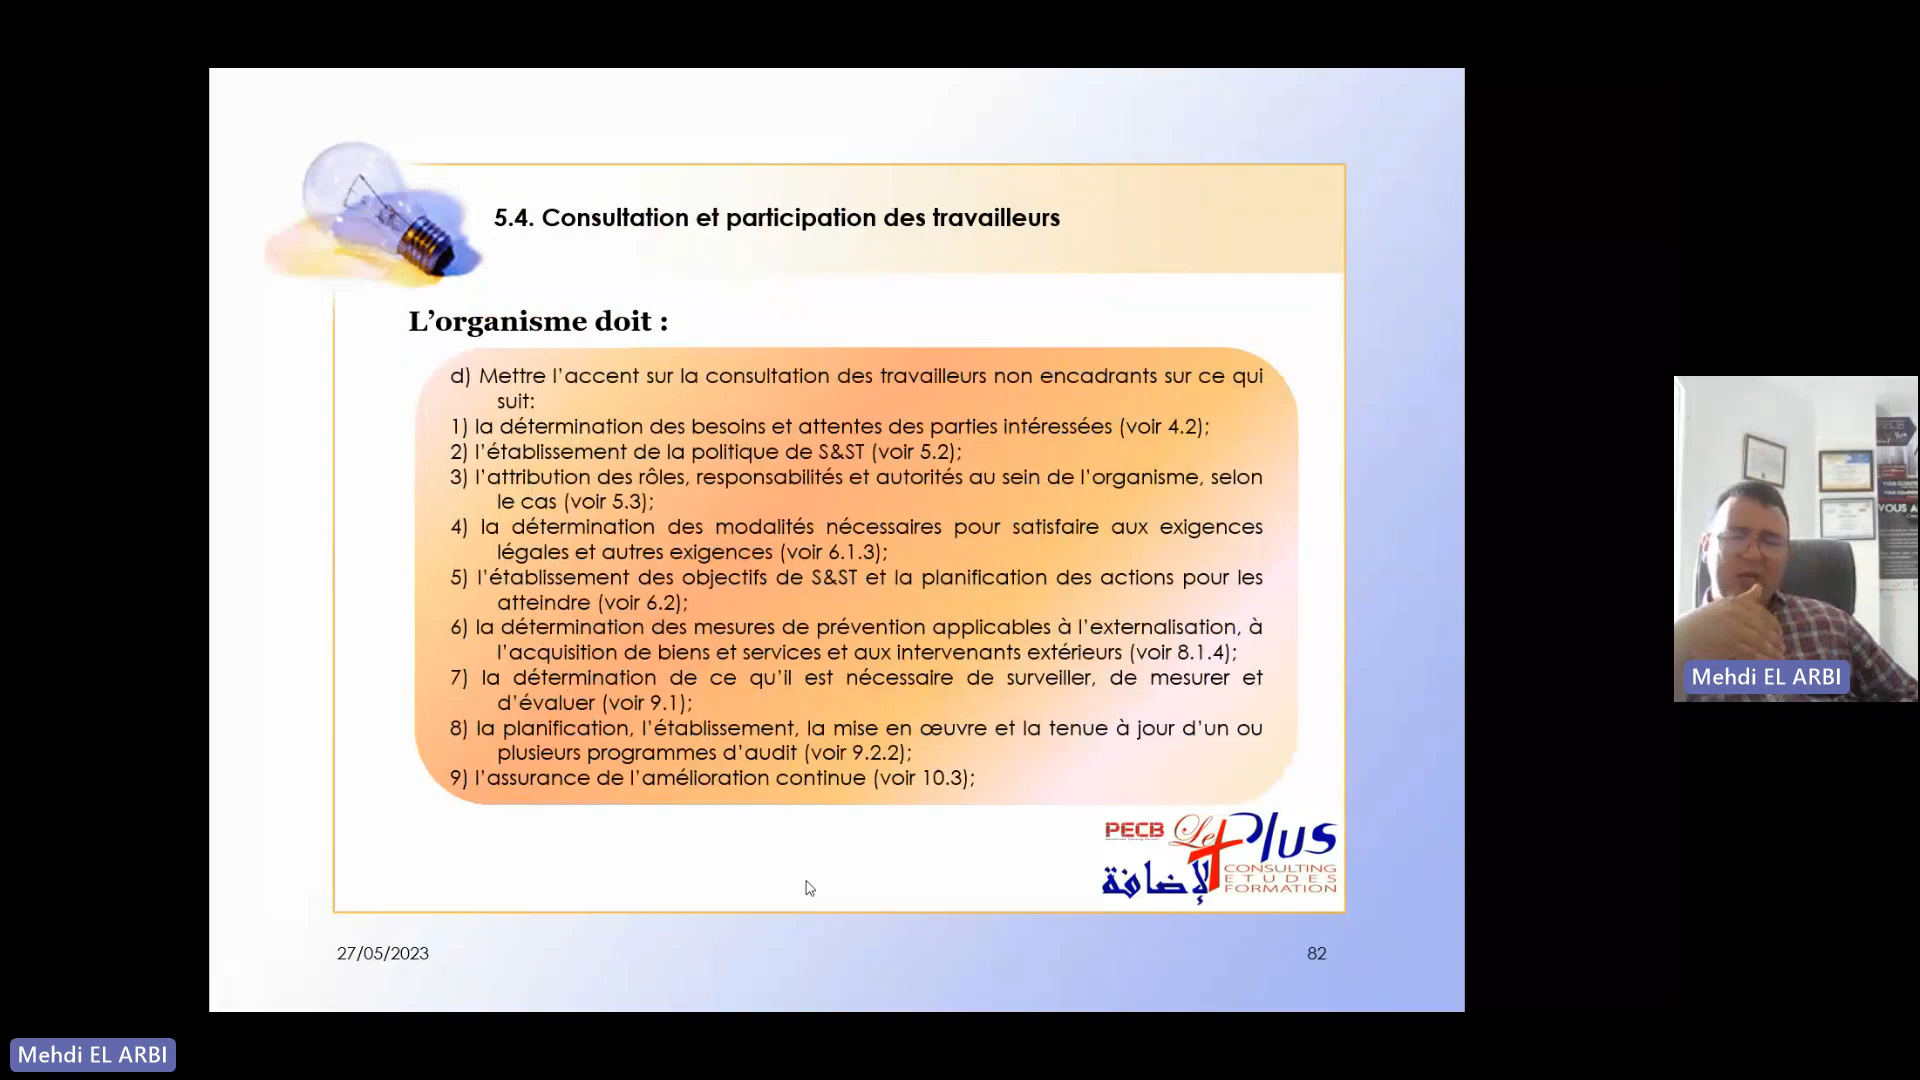 5.4. Consultation et participation des travailleurs
L'organisme doit :
d) Mettre l'accent sur la consultation des travailleurs non encadrants sur ce qui
suit:
1) la détermination des besoins et attentes des parties intéressées (voir 4.2);
2) l'établissement de la politique de S&ST (voir 5.2);
3) l'attribution des rôles, responsabilités et autorités au sein de l'organisme, selon
le cas (voir 5.3);
4) la détermination des modalités nécessaires pour satisfaire aux exigences
légales et autres exigences (voir 6.1.3);
5) l'établissement des objectifs de S&ST et la planification des actions pour les
atteindre (voir 6.2);
6) la détermination des mesures de prévention applicables à l'externalisation, à
l'acquisition de biens et services et aux intervenants extérieurs (voir 8.1.4);
7) la détermination de ce qu'il est nécessaire de surveiller, de mesurer et
d'évaluer (voir 9.1);
8) la planification, l'établissement, la mise en œuvre et la tenue à jour d'un ou
plusieurs programmes d'audit (voir 9.2.2);
9) l'assurance de l'amélioration continue (voir 10.3);
PECB Le Plus
الإضافة
CONSULTING
ETUDES
FORMATION
27/05/2023
82
Mehdi EL ARBI
VOUS A
Mehdi EL ARBI